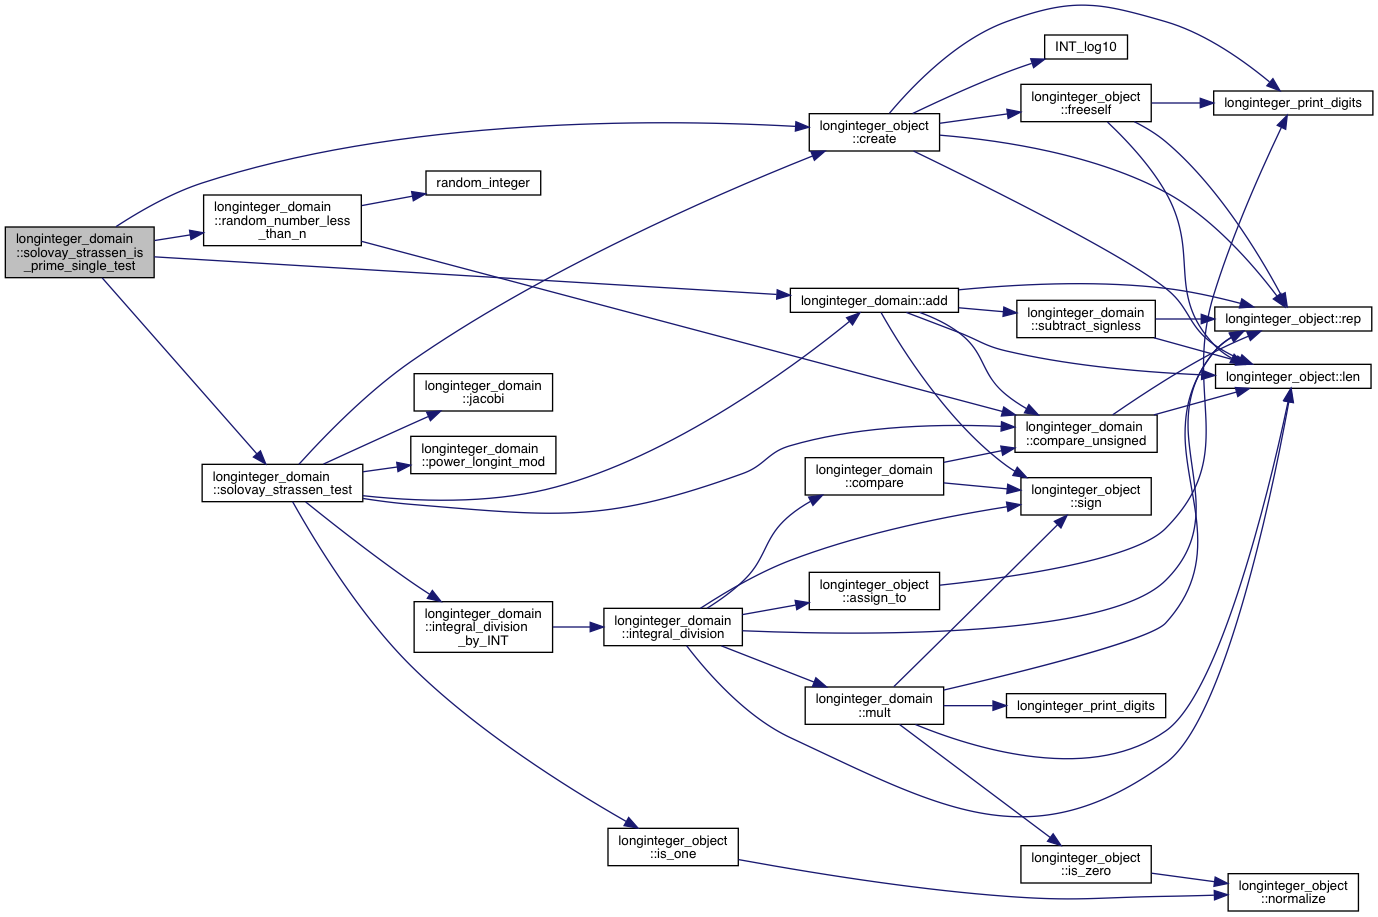 longinteger_domain
::solovay_strassen_is
_prime_single_test
longinteger_domain
::random_number_less
_than_n
random_integer
longinteger_domain
::solovay_strassen_test
longinteger_domain
::jacobi
longinteger_domain
::power_longint_mod
longinteger_domain
::integral_division
_by_INT
longinteger_domain
::integral_division
longinteger_object
::is_one
longinteger_object
::create
longinteger_domain::add
longinteger_domain
::compare
longinteger_object
::assign_to
longinteger_domain
::mult
INT_log10
longinteger_object
::freeself
longinteger_domain
::subtract_signless
longinteger_domain
::compare_unsigned
longinteger_object
::sign
longinteger_print_digits
longinteger_object
::is_zero
longinteger_print_digits
longinteger_object::rep
longinteger_object::len
longinteger_object
::normalize